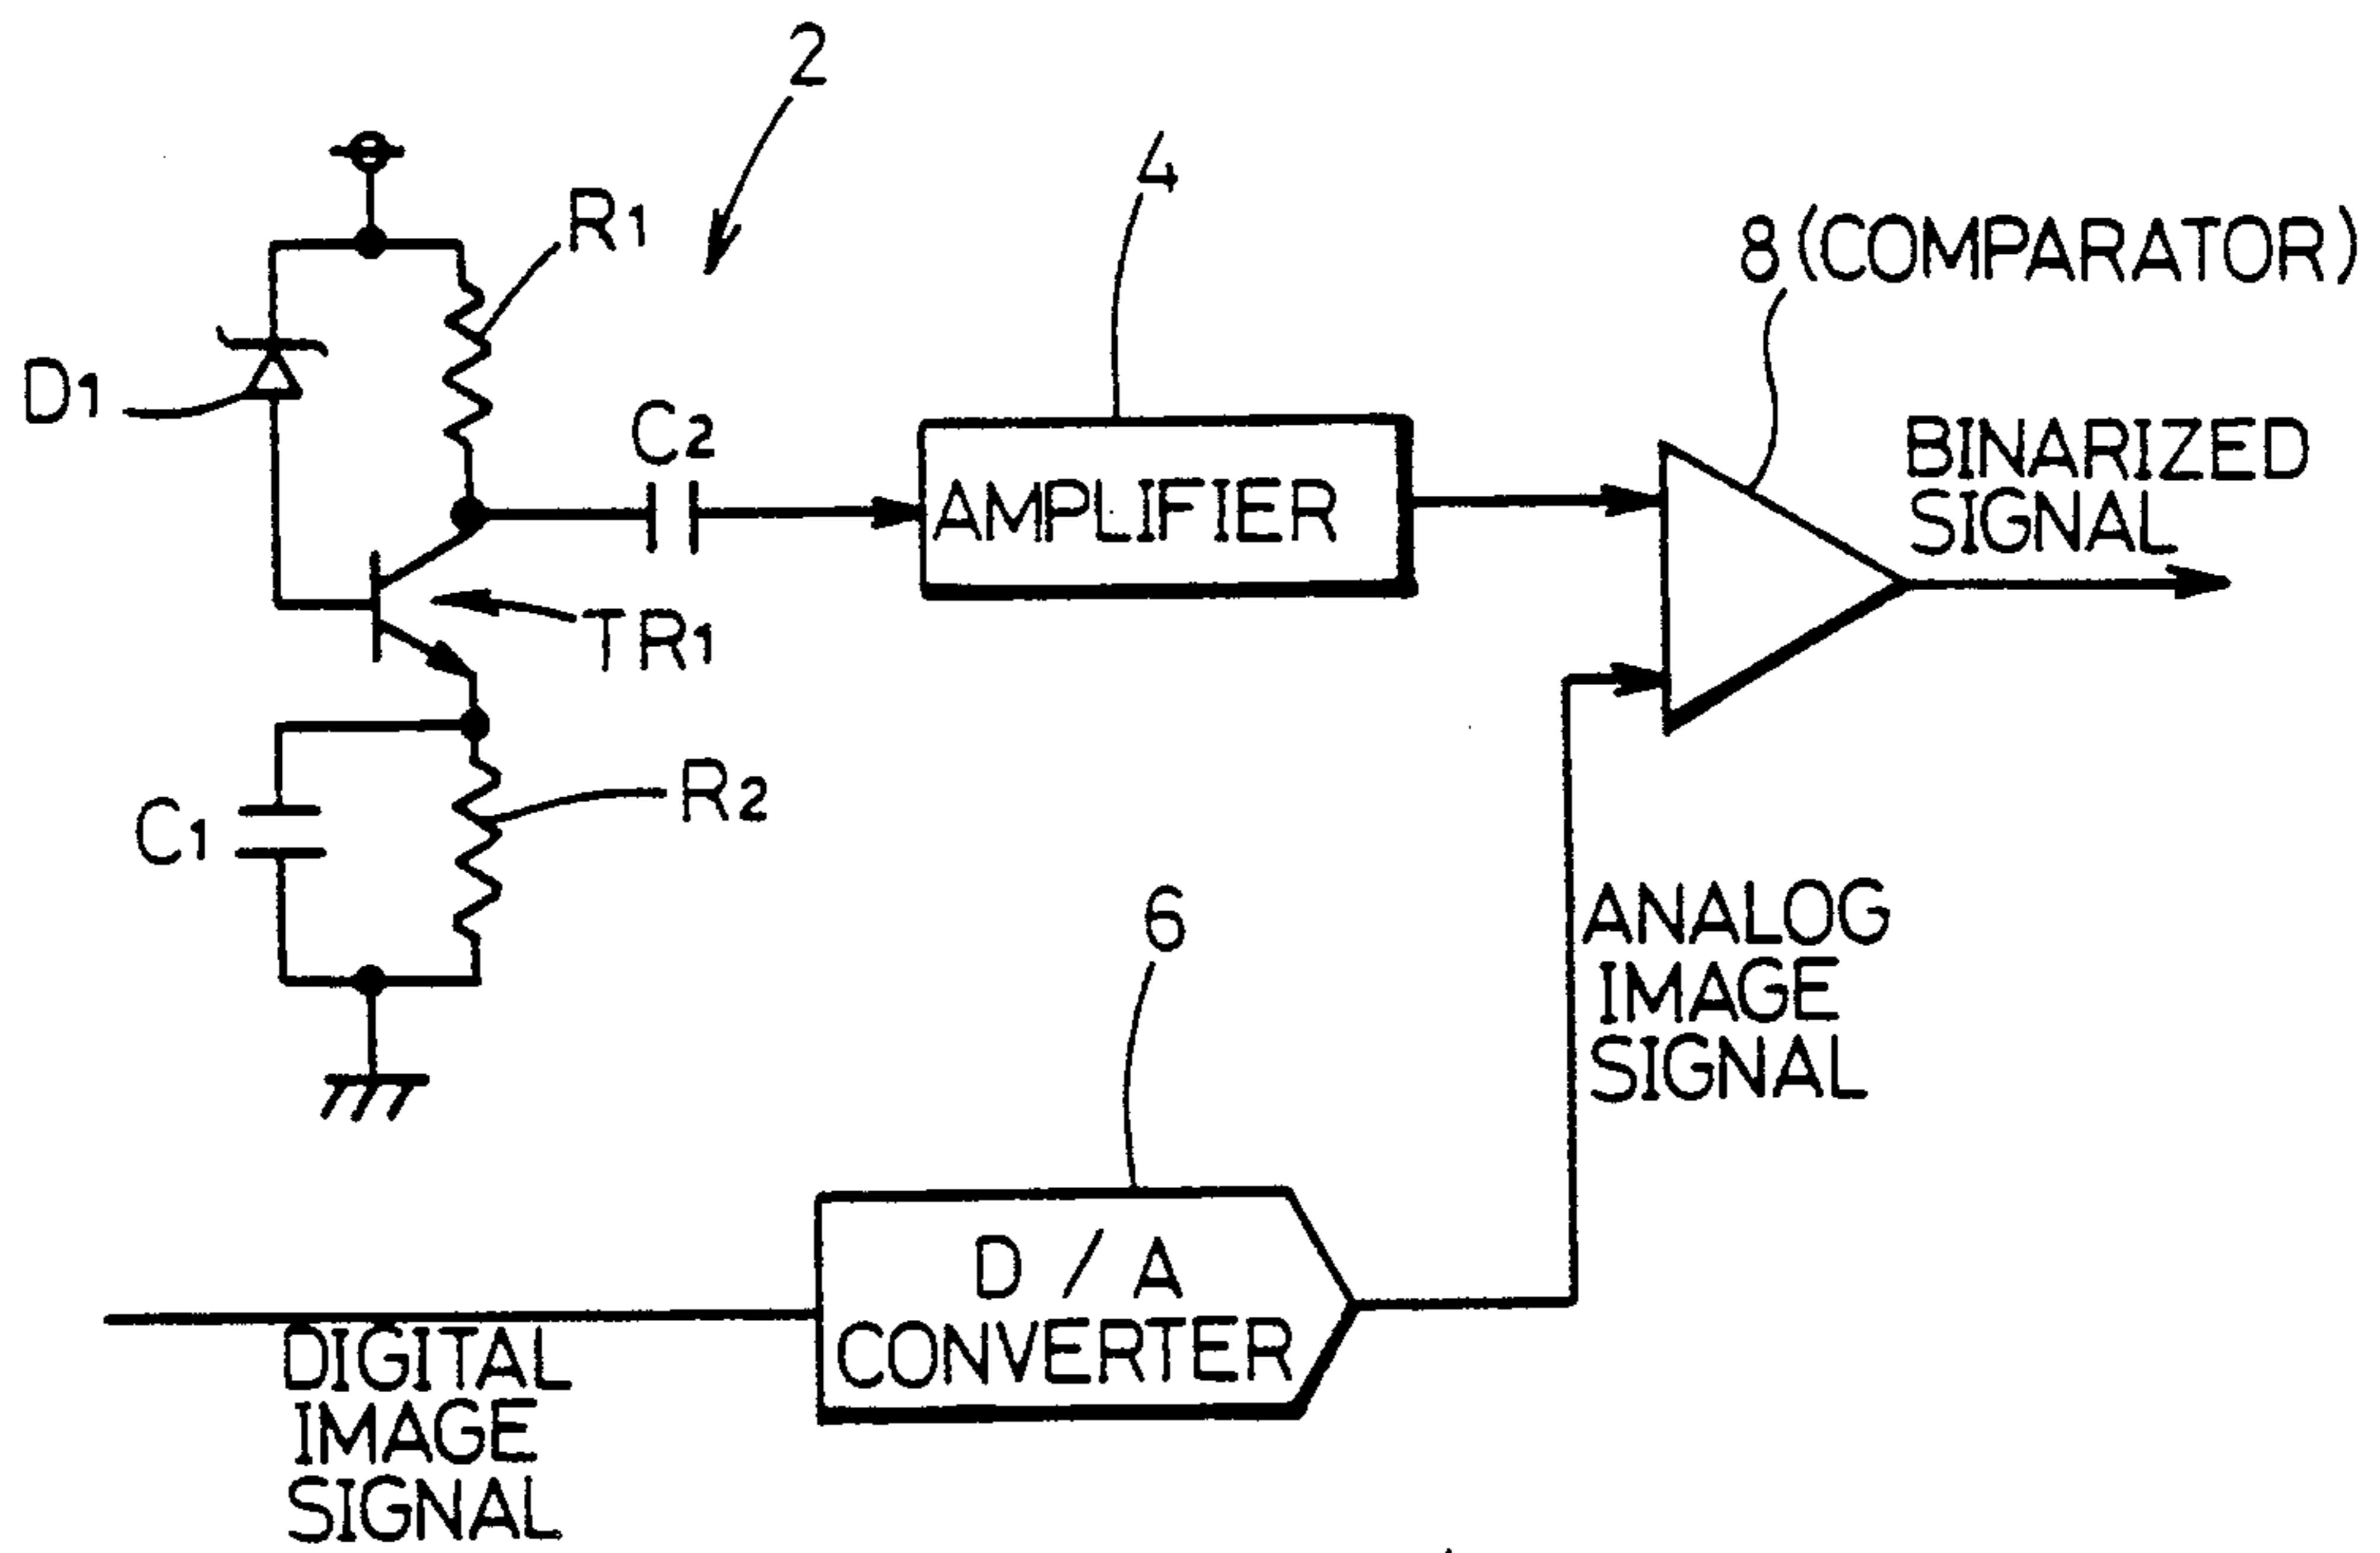 2
4
R1
8 (COMPARATOR)
D1
C2
AMPLIFIER
BINARIZED
SIGNAL
TR1
R2
C1
6
ANALOG
IMAGE
SIGNAL
D / A
CONVERTER
DIGITAL
IMAGE
SIGNAL